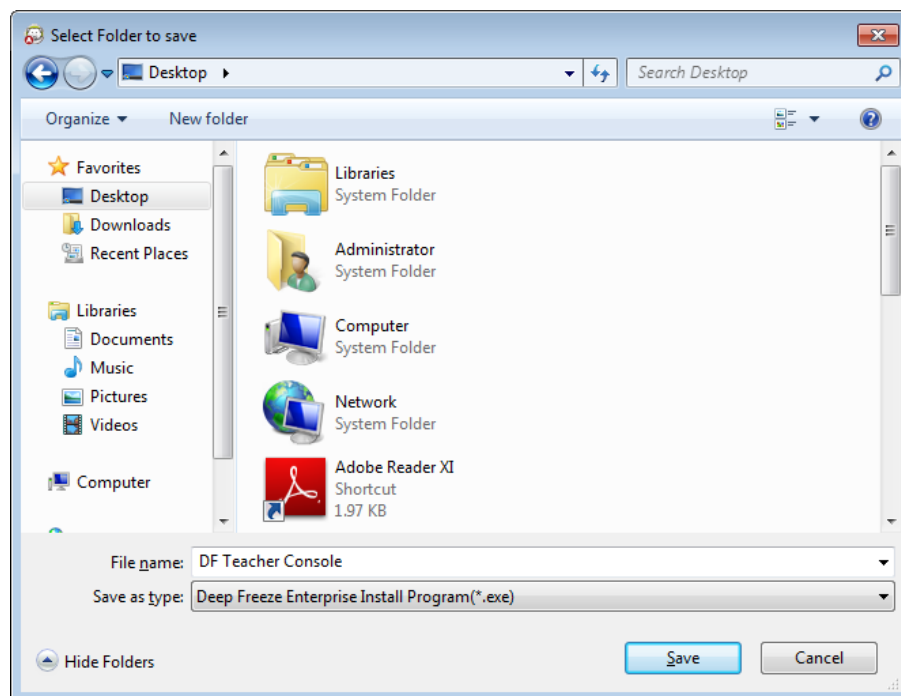 Select Folder to save
Desktop
Search Desktop
Organize
New folder
Favorites
Desktop
Downloads
Recent Places
Libraries
Documents
Music
Pictures
Videos
Computer
Libraries
System Folder
Administrator
System Folder
Computer
System Folder
Network
System Folder
Adobe Reader XI
Shortcut
1.97 KB
File name: DF Teacher Console
Save as type: Deep Freeze Enterprise Install Program(*.exe)
Hide Folders
Save
Cancel